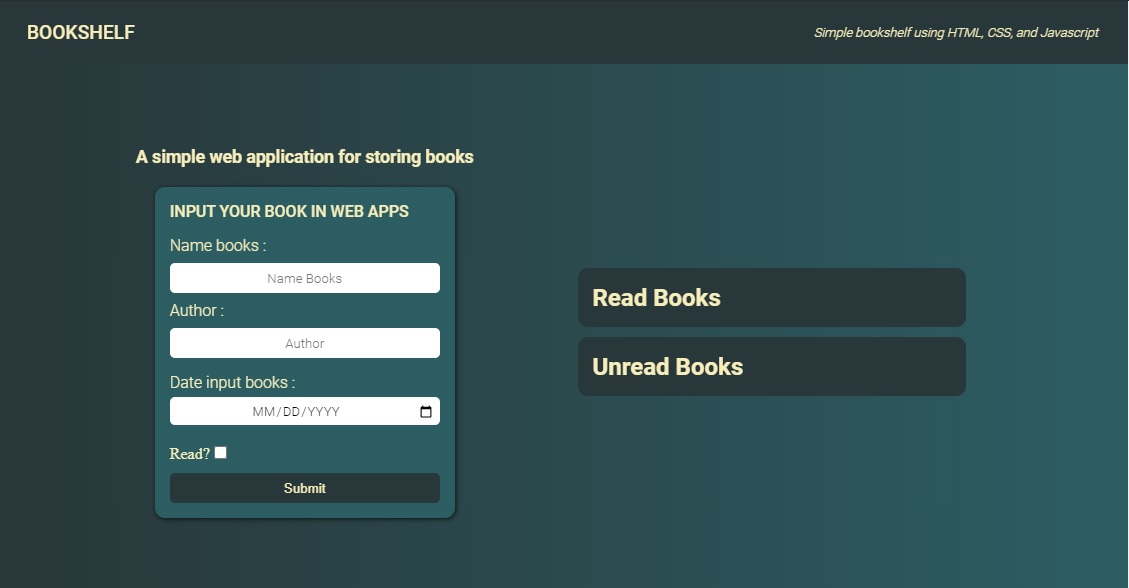 BOOKSHELF
Simple bookshelf using HTML, CSS, and Javascript
A simple web application for storing books
INPUT YOUR BOOK IN WEB APPS
Name books :
Name Books
Author :
Author
Date input books :
MM/DD/YYYY
Read?
Submit
Read Books
Unread Books